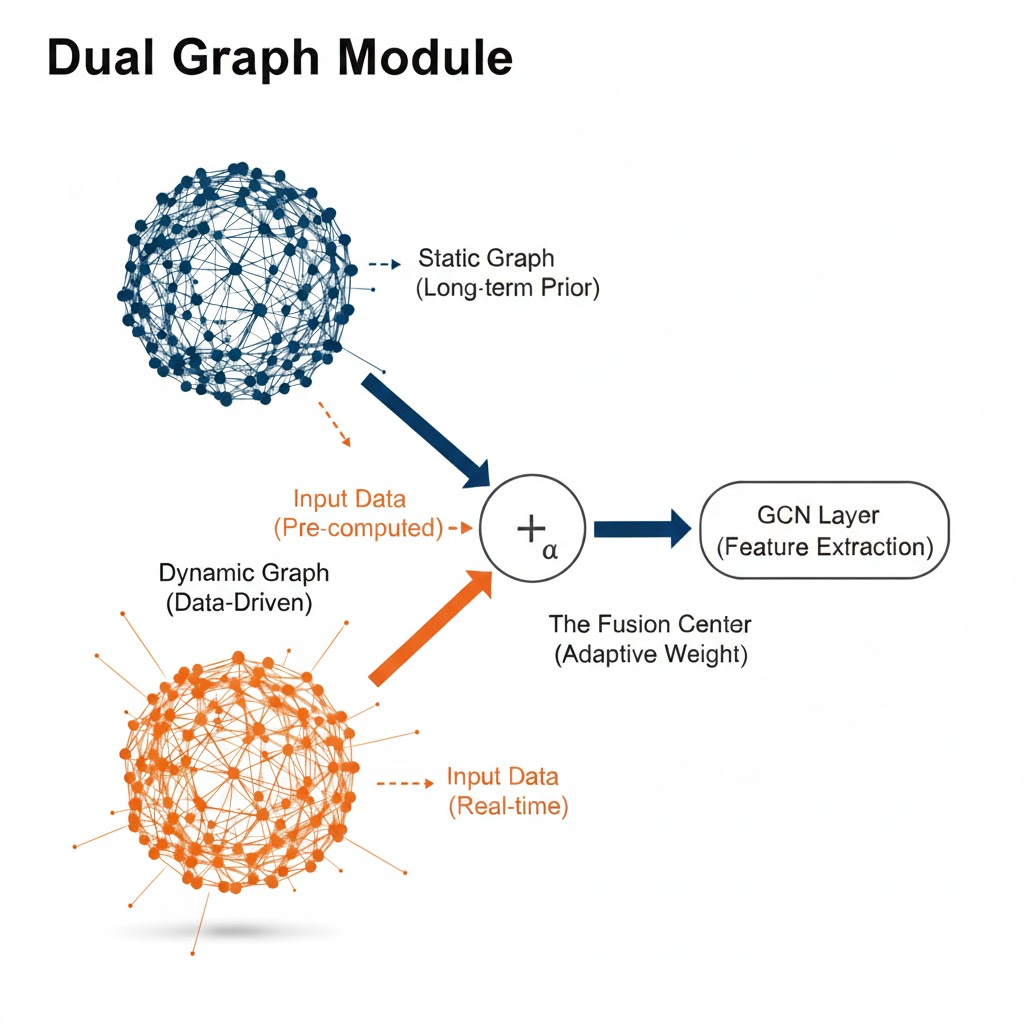 Dual Graph Module
Static Graph
(Long-term Prior)
Input Data
(Pre-computed)
+α
GCN Layer
(Feature Extraction)
Dynamic Graph
(Data-Driven)
The Fusion Center
(Adaptive Weight)
Input Data
(Real-time)